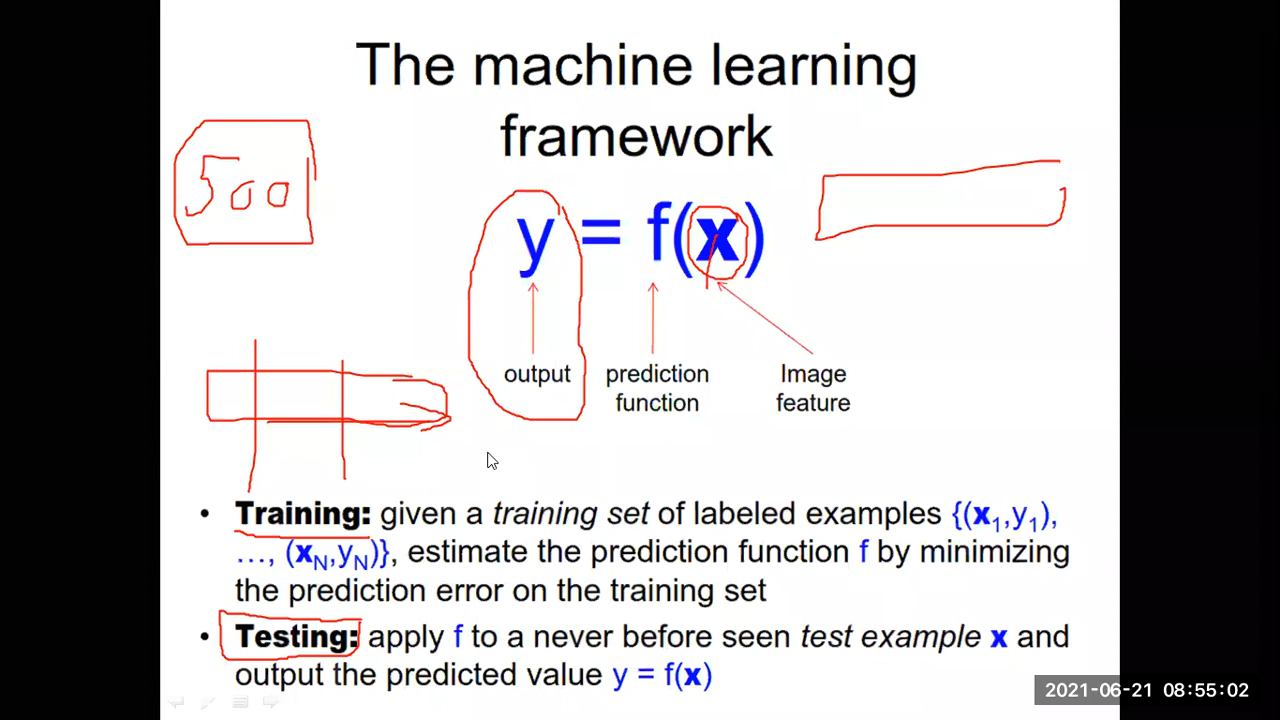 The machine learning
framework
500
y = f(x)
output
prediction
function
Image
feature
• Training: given a training set of labeled examples {(x₁,y₁),
…, (x_N,y_N)}, estimate the prediction function f by minimizing
the prediction error on the training set
• Testing: apply f to a never before seen test example x and
output the predicted value y = f(x)
2021-06-21 08:55:02